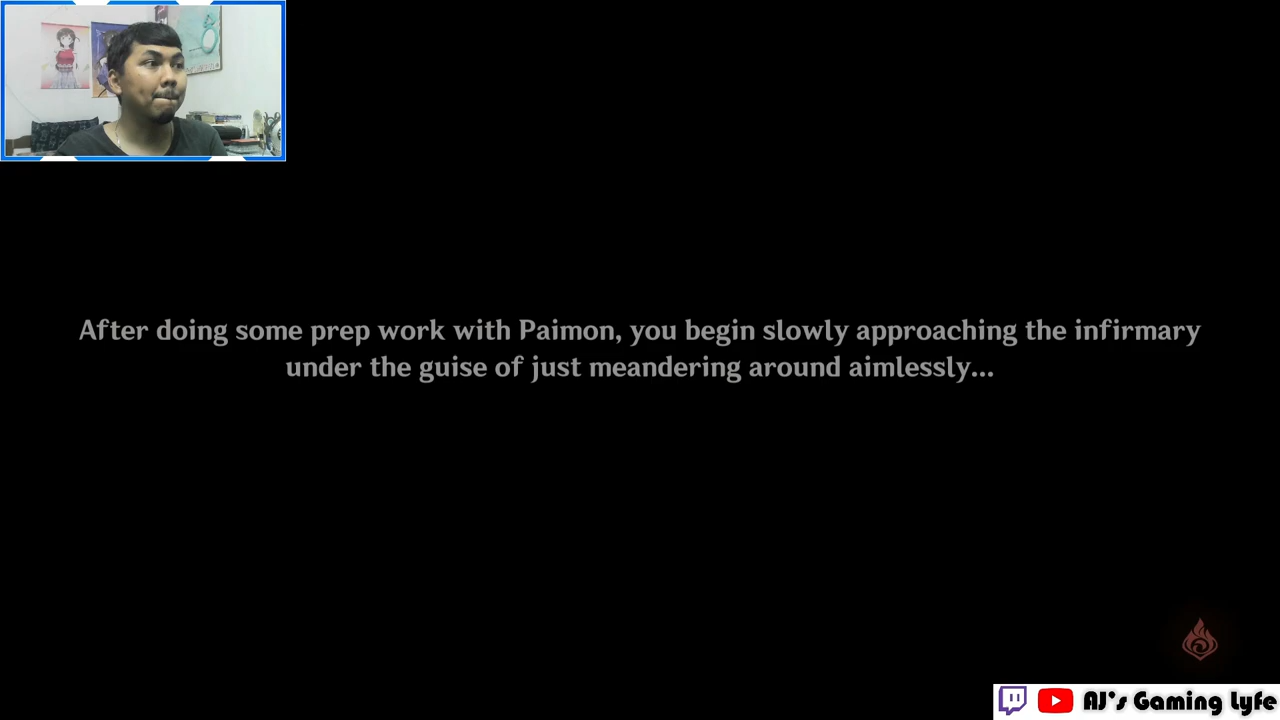 After doing some prep work with Paimon, you begin slowly approaching the infirmary
under the guise of just meandering around aimlessly...
AJ's Gaming Lyfe